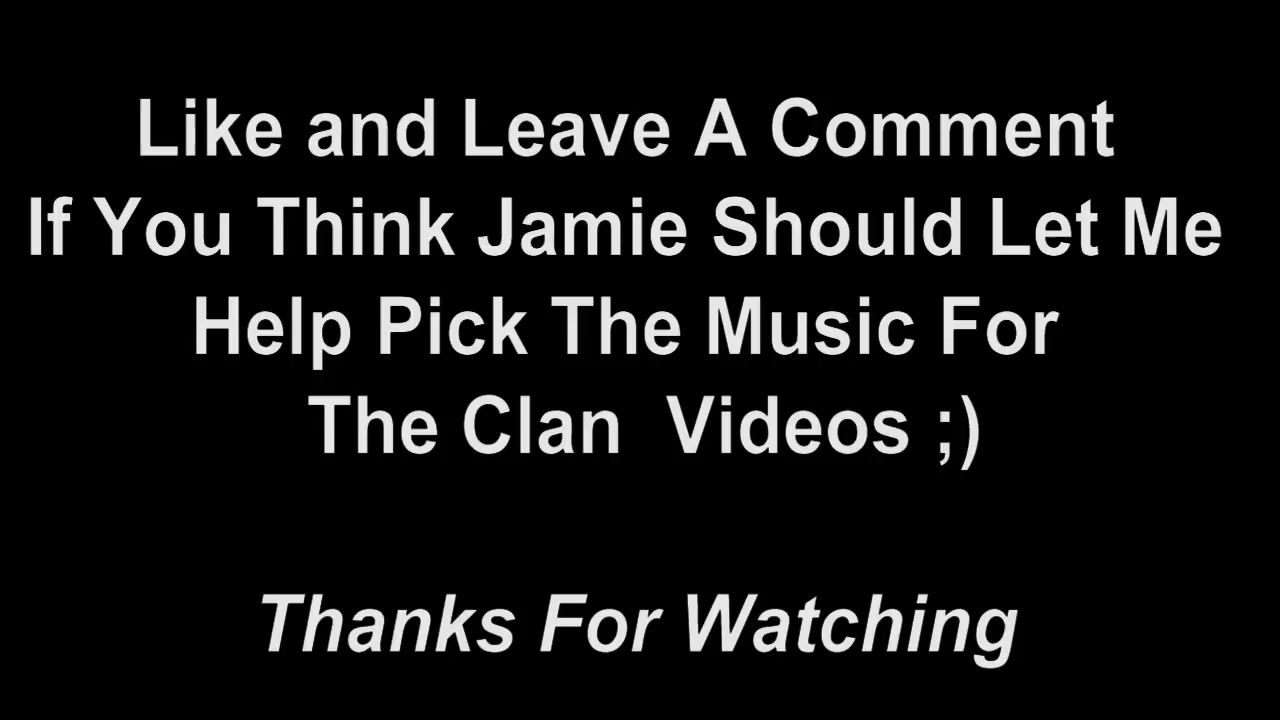 Like and Leave A Comment
If You Think Jamie Should Let Me
Help Pick The Music For
The Clan  Videos ;)
Thanks For Watching